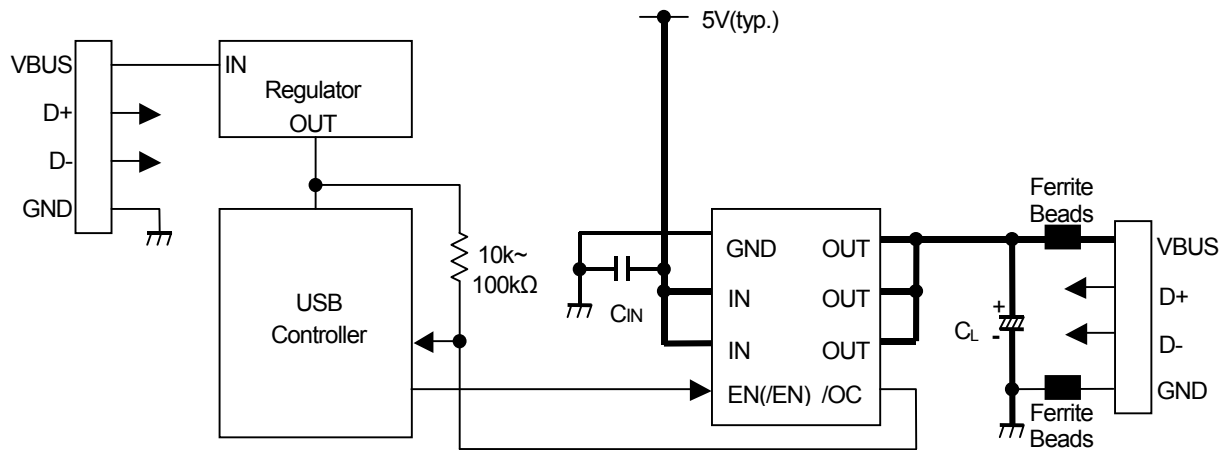 5V(typ.)
VBUS
D+
D-
GND
IN
Regulator
OUT
10k~
100kΩ
USB
Controller
CIN
GND
IN
IN
EN(/EN)
OUT
OUT
OUT
/OC
+
-
CL
Ferrite
Beads
Ferrite
Beads
VBUS
D+
D-
GND